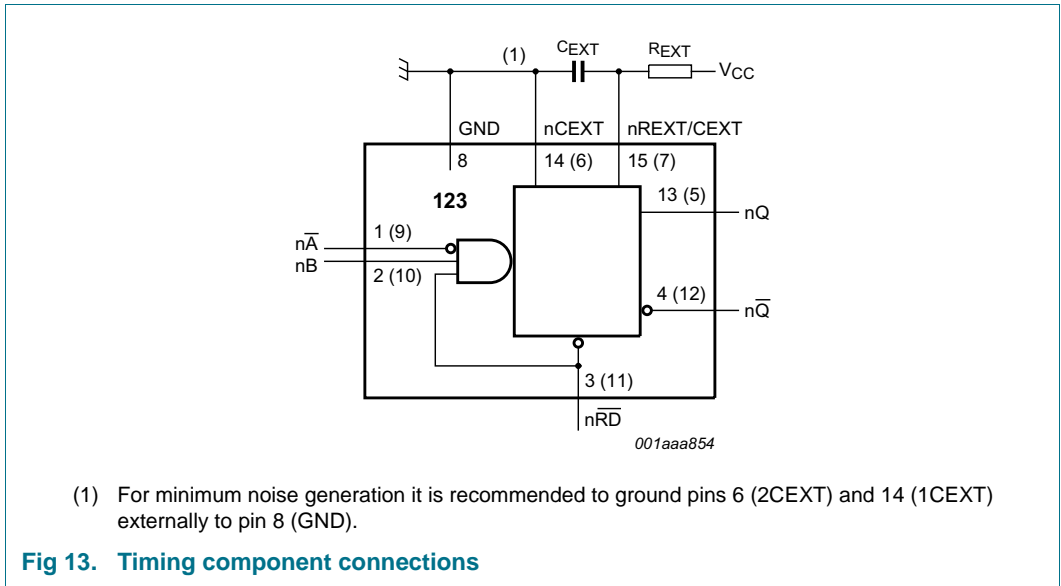 (1) CEXT REXT
VCC
GND nCEXT nREXT/CEXT
8 14 (6) 15 (7)
123 13 (5)
nQ
1 (9)
nA̅
nB
2 (10)
4 (12)
nQ̅
3 (11)
nR̅D̅
001aaa854
(1) For minimum noise generation it is recommended to ground pins 6 (2CEXT) and 14 (1CEXT)
externally to pin 8 (GND).
Fig 13. Timing component connections